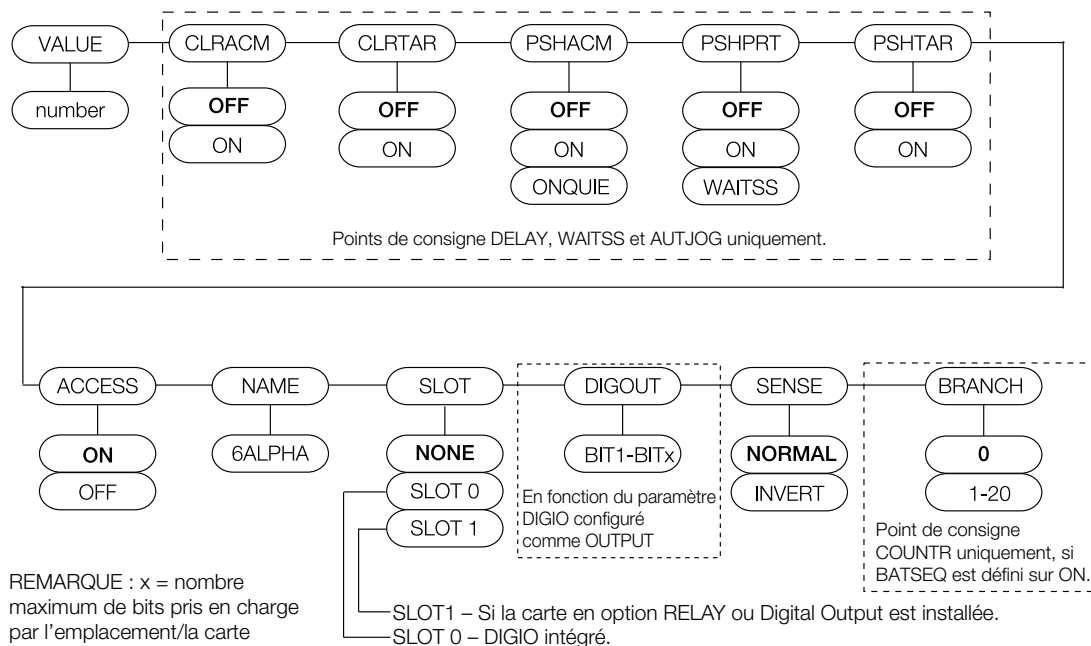 VALUE CLRACM CLRTAR PSHACM PSHPRT PSHTAR
number OFF OFF OFF OFF OFF
ON ON ON ON ON
ONQUIE WAITSS
Points de consigne DELAY, WAITSS et AUTJOG uniquement.
ACCESS NAME SLOT DIGOUT SENSE BRANCH
ON 6ALPHA NONE BIT1-BITx NORMAL 0
OFF SLOT 0 INVERT 1-20
SLOT 1
En fonction du paramètre
DIGIO configuré
comme OUTPUT
Point de consigne
COUNTR uniquement, si
BATSEQ est défini sur ON.
REMARQUE : x = nombre
maximum de bits pris en charge
par l'emplacement/la carte
SLOT1 – Si la carte en option RELAY ou Digital Output est installée.
SLOT 0 – DIGIO intégré.